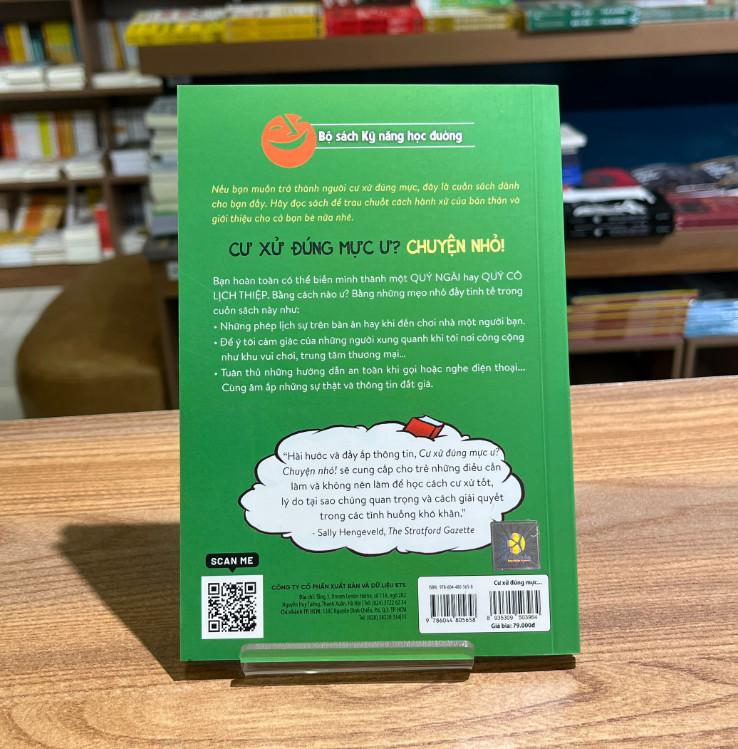 Bộ sách Kỹ năng học đường
Nếu bạn muốn trở thành người cư xử đúng mực, đây là cuốn sách dành
cho bạn đấy. Hãy đọc sách để trau chuốt cách hành xử của bản thân và
giới thiệu cho cả bạn bè nữa nhé.
CƯ XỬ ĐÚNG MỰC Ư? CHUYỆN NHỎ!
Bạn hoàn toàn có thể biến mình thành một QUÝ NGÀI hay QUÝ CÔ
LỊCH THIỆP. Bằng cách nào ư? Bằng những mẹo nhỏ đầy tinh tế trong
cuốn sách này như:
• Những phép lịch sự trên bàn ăn hay khi đến chơi nhà một người bạn.
• Để ý tới cảm giác của những người xung quanh khi tới nơi công cộng
như khu vui chơi, trung tâm thương mại...
• Tuân thủ những hướng dẫn an toàn khi gọi hoặc nghe điện thoại...
Cùng ăm ắp những sự thật và thông tin đắt giá.
“Hài hước và đầy ắp thông tin, Cư xử đúng mực ư?
Chuyện nhỏ! sẽ cung cấp cho trẻ những điều cần
làm và không nên làm để học cách cư xử tốt,
lý do tại sao chúng quan trọng và cách giải quyết
trong các tình huống khó khăn.”
- Sally Hengeveld, The Stratford Gazette
SCAN ME
CÔNG TY CỔ PHẦN XUẤT BẢN VÀ DỮ LIỆU ETS
Cư xử đúng mực...
9 786044 805658
8 935309 503964
Giá bìa: 79.000đ